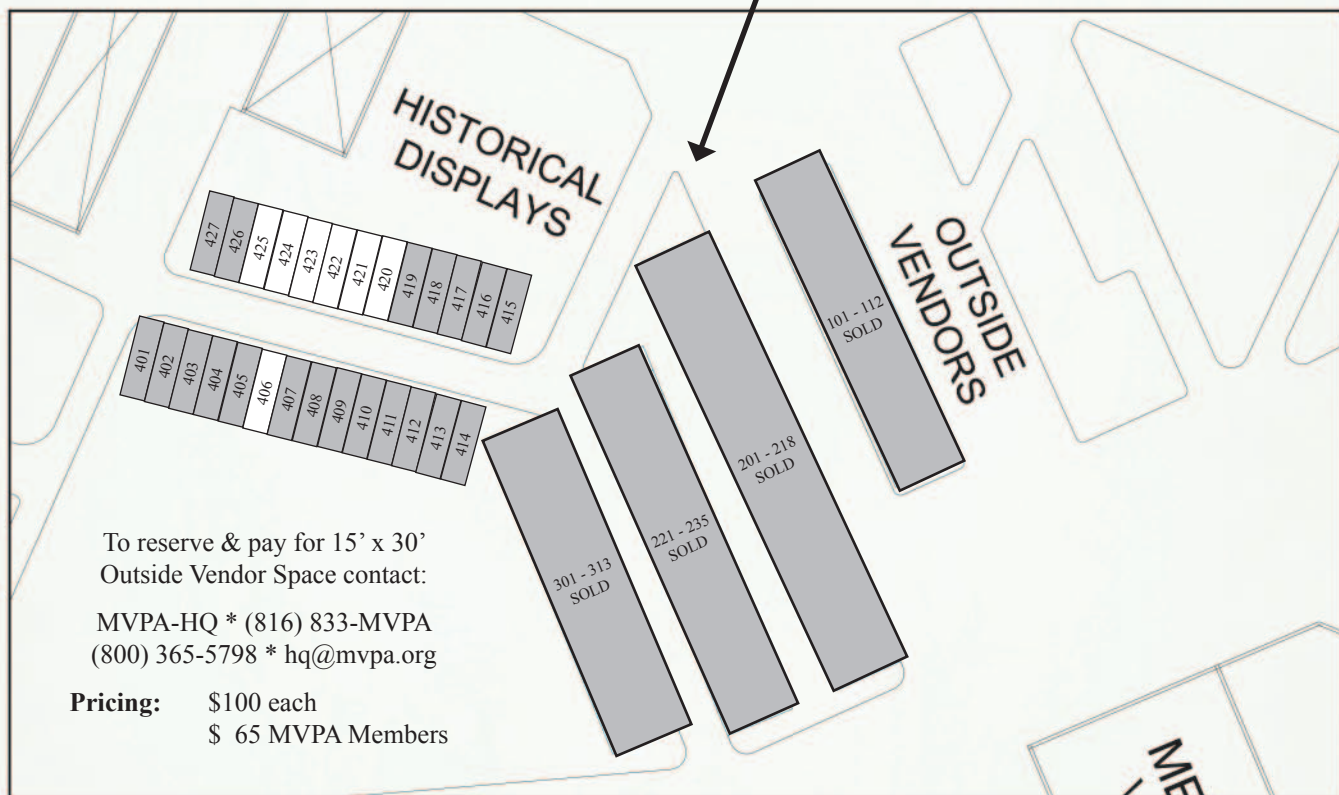 HISTORICAL
DISPLAYS
OUTSIDE
VENDORS
427
426
425
424
423
422
421
420
419
418
417
416
415
401
402
403
404
405
406
407
408
409
410
411
412
413
414
101 - 112
SOLD
201 - 218
SOLD
221 - 235
SOLD
301 - 313
SOLD
To reserve & pay for 15’ x 30’
Outside Vendor Space contact:
MVPA-HQ * (816) 833-MVPA
(800) 365-5798 * hq@mvpa.org
Pricing: $100 each
$ 65 MVPA Members
ME